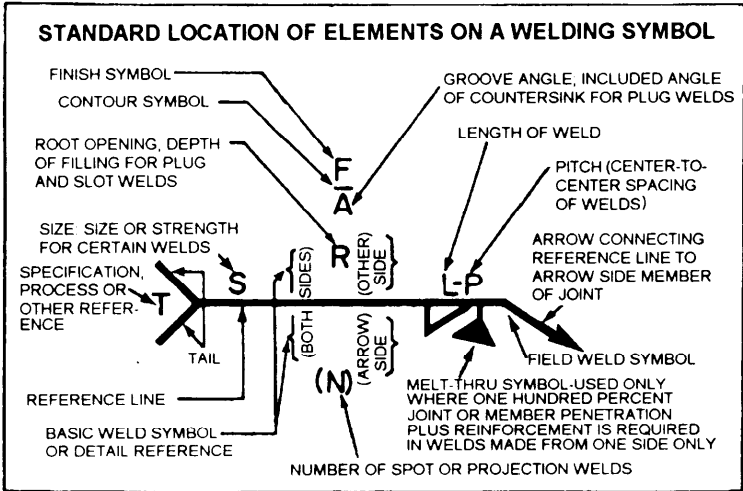 STANDARD LOCATION OF ELEMENTS ON A WELDING SYMBOL
FINISH SYMBOL
CONTOUR SYMBOL
ROOT OPENING, DEPTH
OF FILLING FOR PLUG
AND SLOT WELDS
GROOVE ANGLE; INCLUDED ANGLE
OF COUNTERSINK FOR PLUG WELDS
LENGTH OF WELD
PITCH (CENTER-TO-
CENTER SPACING
OF WELDS)
F
A
R
SIZE: SIZE OR STRENGTH
FOR CERTAIN WELDS
SPECIFICATION,
PROCESS OR
OTHER REFER-
ENCE
T
S
(BOTH SIDES)
(OTHER) SIDE
(ARROW) SIDE
L-P
ARROW CONNECTING
REFERENCE LINE TO
ARROW SIDE MEMBER
OF JOINT
TAIL
(N)
FIELD WELD SYMBOL
REFERENCE LINE
BASIC WELD SYMBOL
OR DETAIL REFERENCE
MELT-THRU SYMBOL-USED ONLY
WHERE ONE HUNDRED PERCENT
JOINT OR MEMBER PENETRATION
PLUS REINFORCEMENT IS REQUIRED
IN WELDS MADE FROM ONE SIDE ONLY
NUMBER OF SPOT OR PROJECTION WELDS